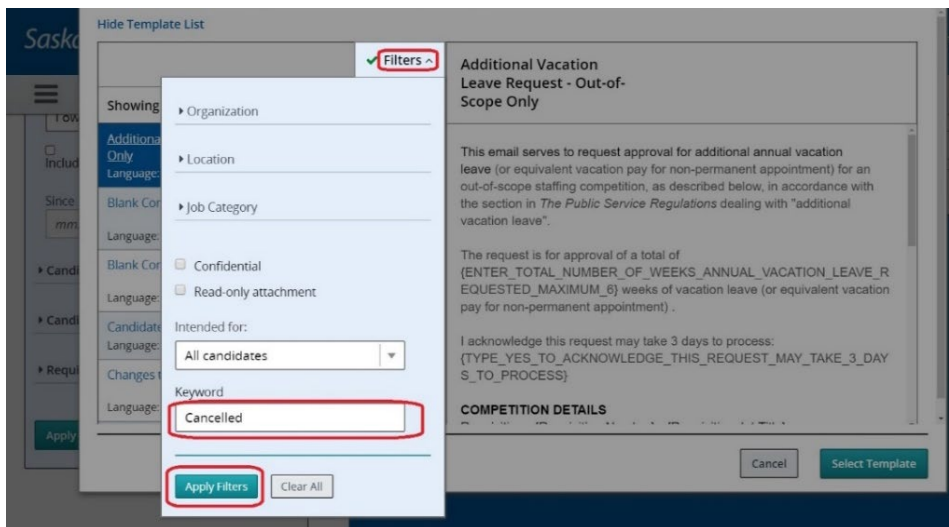 Hide Template List
Filters
Showing
Additiona
Only
Language:
Blank Cor
Language:
Blank Cor
Language:
Candidate
Language:
Changes t
Language:
Organization
Location
Job Category
Confidential
Read-only attachment
Intended for:
All candidates
Keyword
Cancelled
Apply Filters
Clear All
Additional Vacation
Leave Request - Out-of-
Scope Only
This email serves to request approval for additional annual vacation
leave (or equivalent vacation pay for non-permanent appointment) for an
out-of-scope staffing competition, as described below, in accordance with
the section in The Public Service Regulations dealing with "additional
vacation leave".
The request is for approval of a total of
{ENTER_TOTAL_NUMBER_OF_WEEKS_ANNUAL_VACATION_LEAVE_R
EQUESTED_MAXIMUM_6} weeks of vacation leave (or equivalent vacation
pay for non-permanent appointment) .
I acknowledge this request may take 3 days to process:
{TYPE_YES_TO_ACKNOWLEDGE_THIS_REQUEST_MAY_TAKE_3_DAY
S_TO_PROCESS}
COMPETITION DETAILS
Cancel
Select Template
Saskc
Includ
Since
mm.
Candi
Candi
Requi
Apply